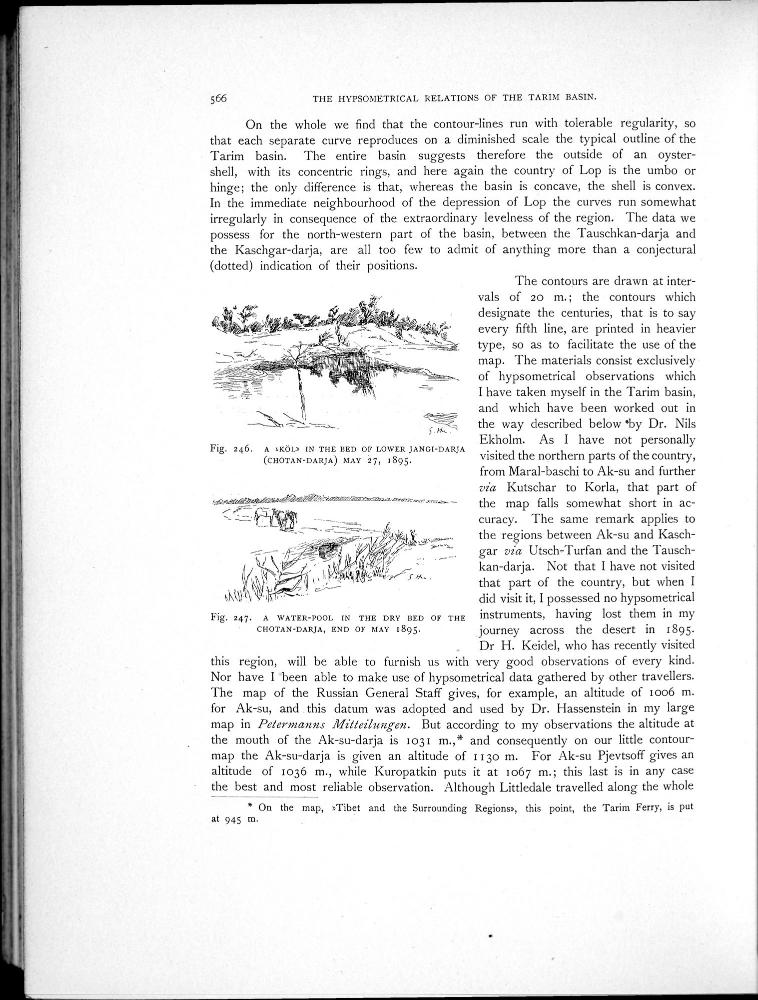 566 THE HYPSOMETRICAL RELATIONS OF THE TARIM BASIN.
On the whole we find that the contour-lines run with tolerable regularity, so
that each separate curve reproduces on a diminished scale the typical outline of the
Tarim basin. The entire basin suggests therefore the outside of an oyster-
shell, with its concentric rings, and here again the country of Lop is the umbo or
hinge; the only difference is that, whereas the basin is concave, the shell is convex.
In the immediate neighbourhood of the depression of Lop the curves run somewhat
irregularly in consequence of the extraordinary levelness of the region. The data we
possess for the north-western part of the basin, between the Tauschkan-darja and
the Kaschgar-darja, are all too few to admit of anything more than a conjectural
(dotted) indication of their positions.
The contours are drawn at inter-
vals of 20 m.; the contours which
designate the centuries, that is to say
every fifth line, are printed in heavier
type, so as to facilitate the use of the
map. The materials consist exclusively
of hypsometrical observations which
I have taken myself in the Tarim basin,
and which have been worked out in
the way described below by Dr. Nils
Ekholm. As I have not personally
visited the northern parts of the country,
from Maral-baschi to Ak-su and further
via Kutschar to Korla, that part of
the map falls somewhat short in ac-
curacy. The same remark applies to
the regions between Ak-su and Kasch-
gar via Utsch-Turfan and the Tausch-
kan-darja. Not that I have not visited
that part of the country, but when I
did visit it, I possessed no hypsometrical
instruments, having lost them in my
journey across the desert in 1895.
Dr H. Keidel, who has recently visited
S. H.
Fig. 246. A »KÖL» IN THE BED OF LOWER JANGI-DARJA
(CHOTAN-DARJA) MAY 27, 1895.
S. H.
Fig. 247. A WATER-POOL IN THE DRY BED OF THE
CHOTAN-DARJA, END OF MAY 1895.
this region, will be able to furnish us with very good observations of every kind.
Nor have I been able to make use of hypsometrical data gathered by other travellers.
The map of the Russian General Staff gives, for example, an altitude of 1006 m.
for Ak-su, and this datum was adopted and used by Dr. Hassenstein in my large
map in Petermanns Mitteilungen. But according to my observations the altitude at
the mouth of the Ak-su-darja is 1031 m.,* and consequently on our little contour-
map the Ak-su-darja is given an altitude of 1130 m. For Ak-su Pjevtsoff gives an
altitude of 1036 m., while Kuropatkin puts it at 1067 m.; this last is in any case
the best and most reliable observation. Although Littledale travelled along the whole
* On the map, »Tibet and the Surrounding Regions», this point, the Tarim Ferry, is put
at 945 m.